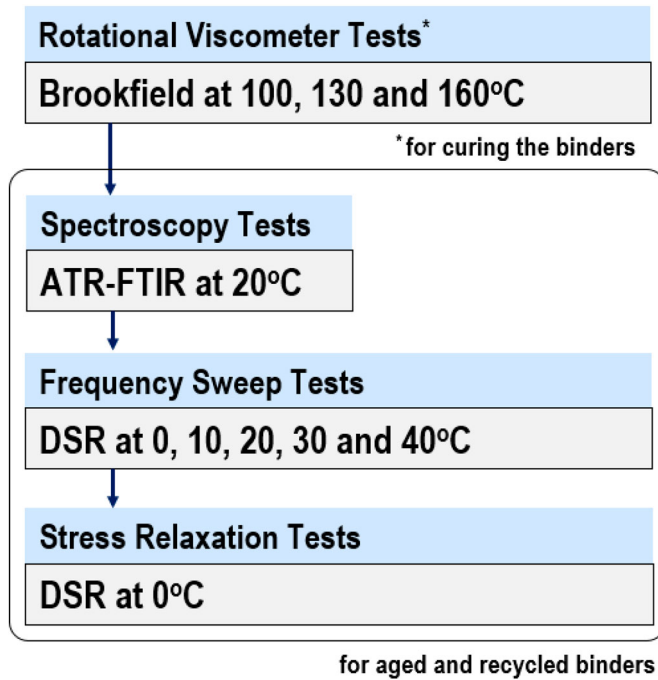 Rotational Viscometer Tests*
Brookfield at 100, 130 and 160ºC
* for curing the binders
Spectroscopy Tests
ATR-FTIR at 20ºC
Frequency Sweep Tests
DSR at 0, 10, 20, 30 and 40ºC
Stress Relaxation Tests
DSR at 0ºC
for aged and recycled binders